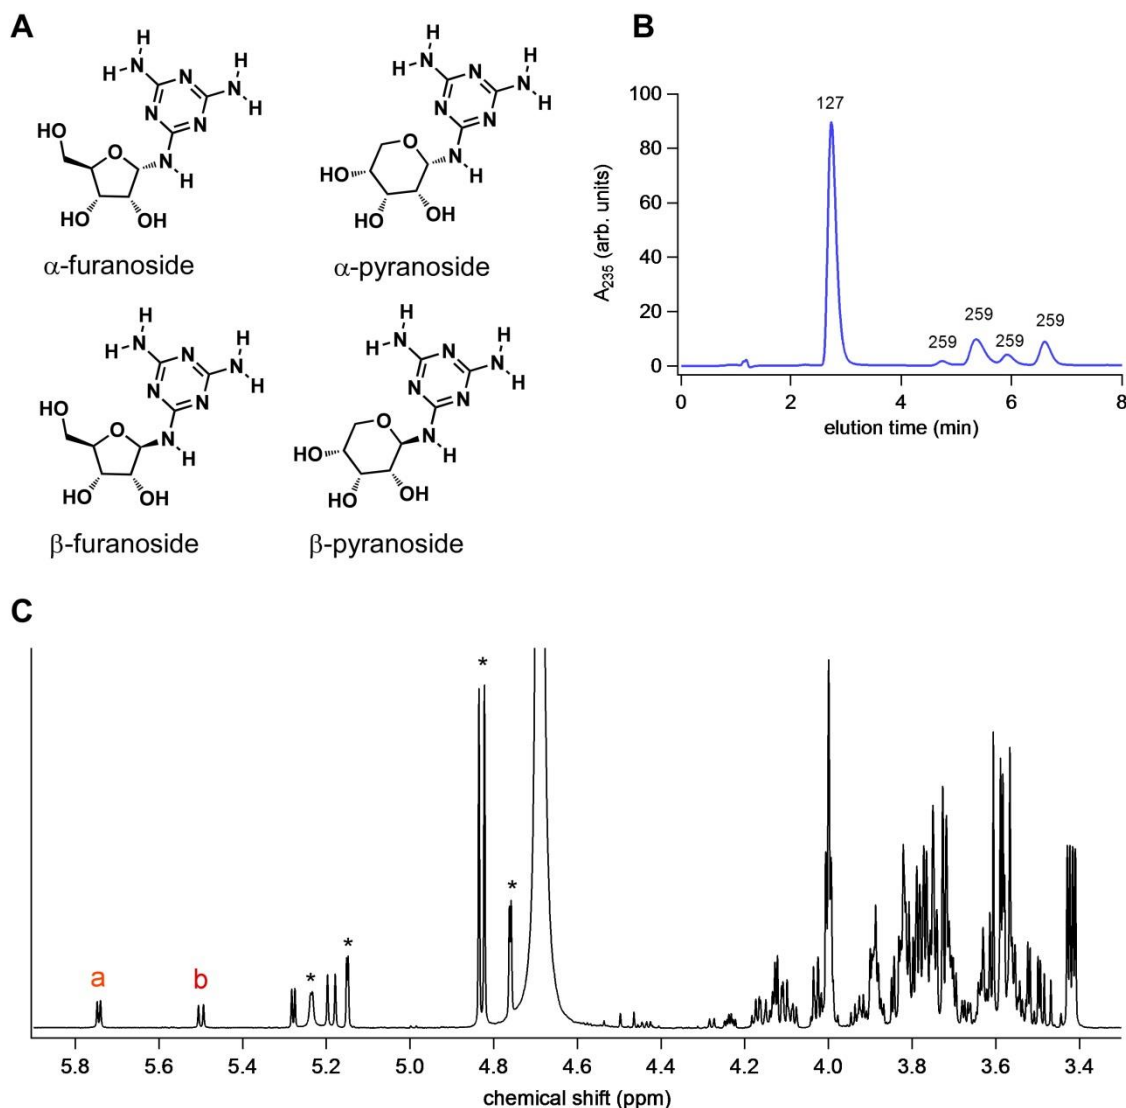 A
α-furanoside
α-pyranoside
β-furanoside
β-pyranoside
H
H
N
N
N
N
N
H
H
HO
O
N
H
HO
OH
B
A235 (arb. units)
100
80
60
40
20
0
127
259
259
259
259
0
2
4
6
8
elution time (min)
C
a
b
*
*
*
*
5.8
5.6
5.4
5.2
5.0
4.8
4.6
4.4
4.2
4.0
3.8
3.6
3.4
chemical shift (ppm)